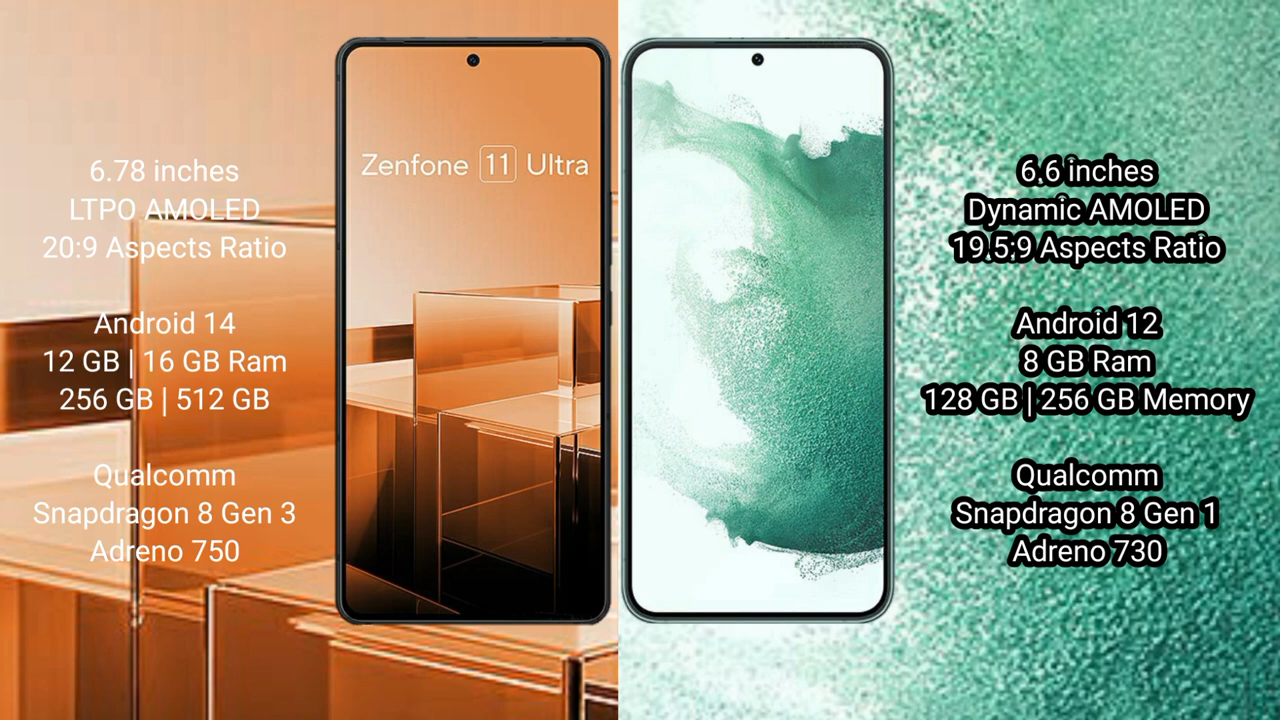 6.78 inches
LTPO AMOLED
20:9 Aspects Ratio
Android 14
12 GB | 16 GB Ram
256 GB | 512 GB
Qualcomm
Snapdragon 8 Gen 3
Adreno 750
Zenfone 11 Ultra
6.6 inches
Dynamic AMOLED
19.5:9 Aspects Ratio
Android 12
8 GB Ram
128 GB | 256 GB Memory
Qualcomm
Snapdragon 8 Gen 1
Adreno 730